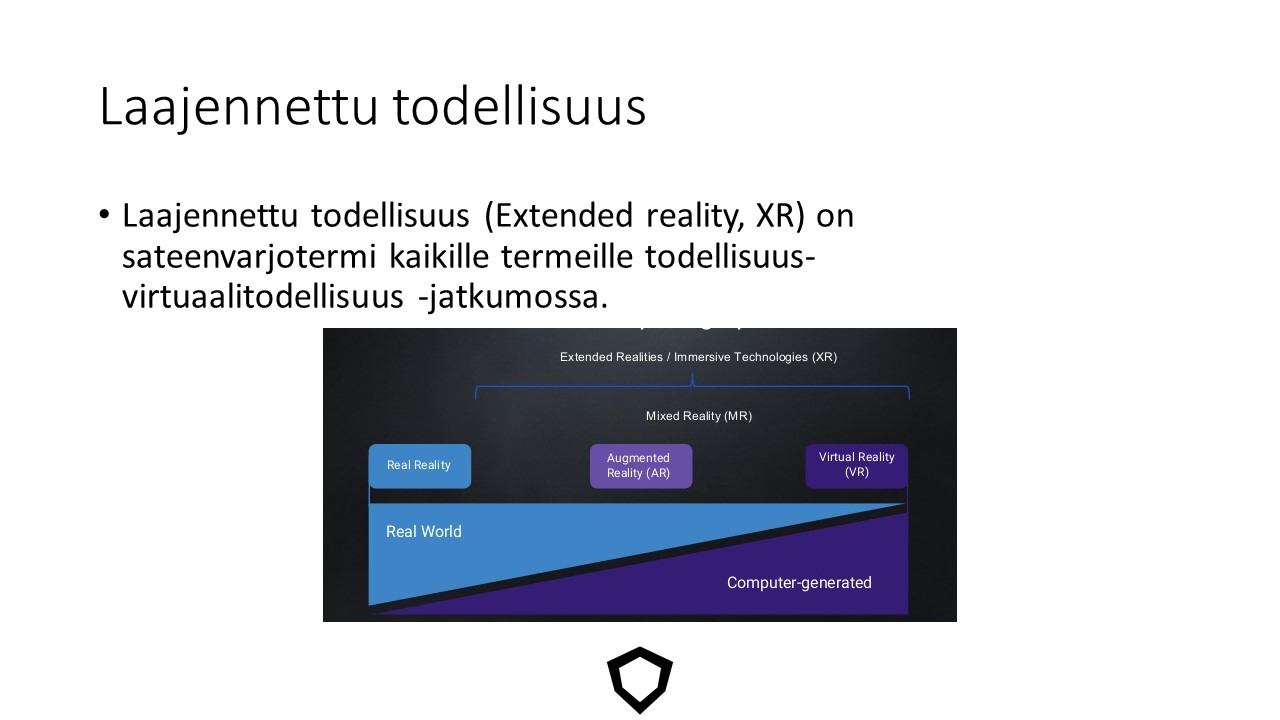 Laajennettu todellisuus
• Laajennettu todellisuus (Extended reality, XR) on
sateenvarjotermi kaikille termeille todellisuus-
virtuaalitodellisuus -jatkumossa.
Extended Realities / Immersive Technologies (XR)
Mixed Reality (MR)
Real Reality
Augmented
Reality (AR)
Virtual Reality
(VR)
Real World
Computer-generated